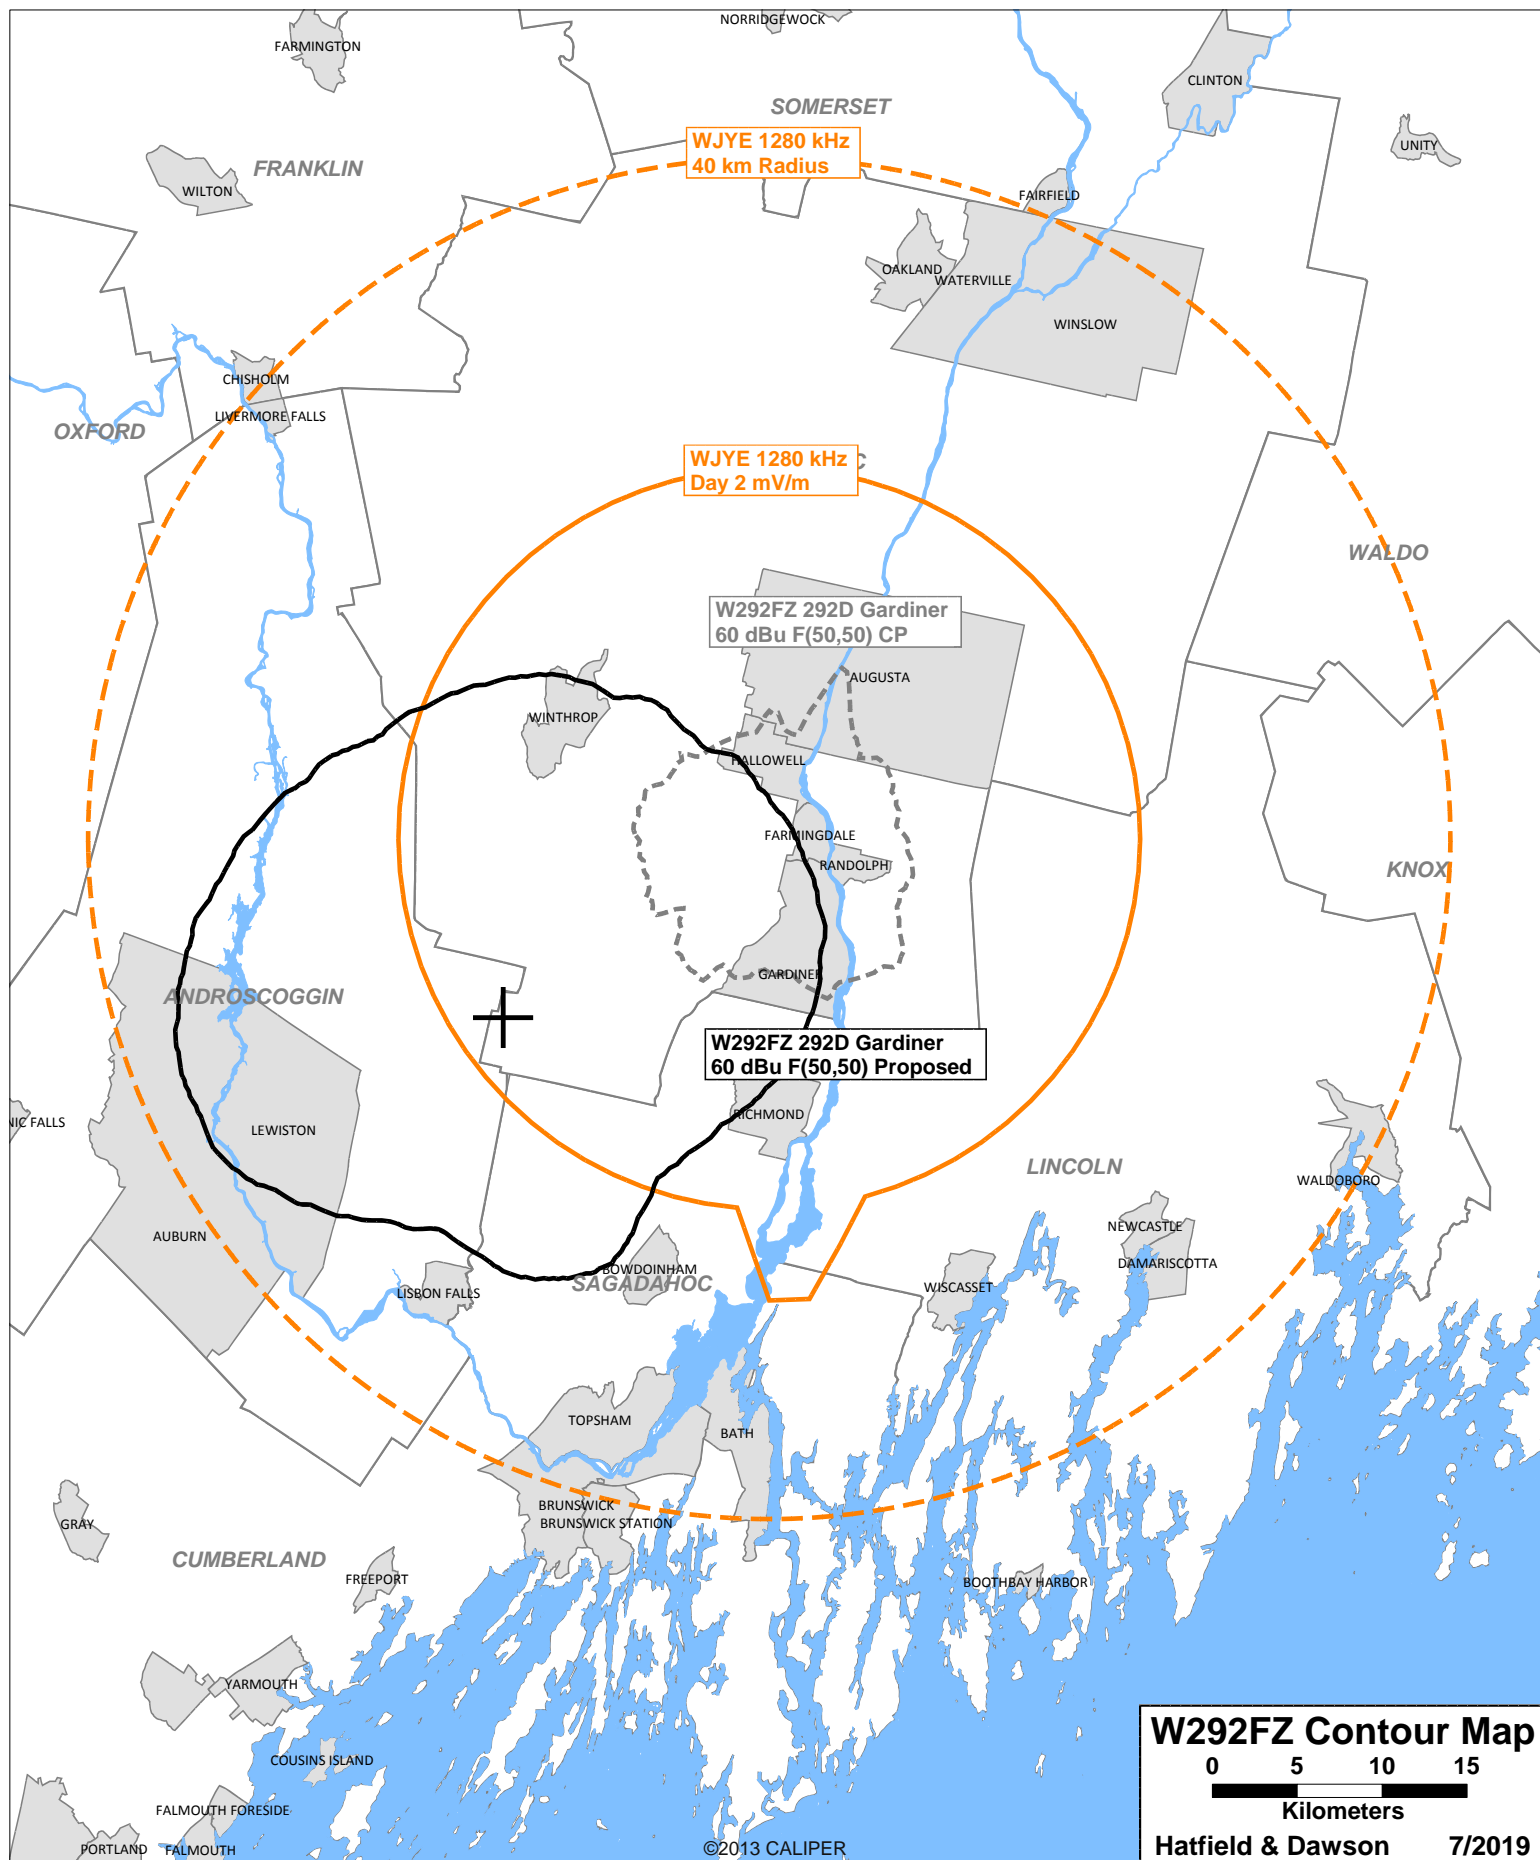 NORRIDGEWOCK
FARMINGTON
CLINTON
SOMERSET
WJYE 1280 kHz
40 km Radius
UNITY
FRANKLIN
WILTON
FAIRFIELD
OAKLAND
WATERVILLE
WINSLOW
CHISHOLM
LIVERMORE FALLS
OXFORD
WJYE 1280 kHz
Day 2 mV/m
C
WALDO
W292FZ 292D Gardiner
60 dBu F(50,50) CP
AUGUSTA
WINTHROP
HALLOWELL
FARMINGDALE
RANDOLPH
KNOX
GARDINER
ANDROSCOGGIN
W292FZ 292D Gardiner
60 dBu F(50,50) Proposed
RICHMOND
NIC FALLS
LEWISTON
LINCOLN
WALDOBORO
AUBURN
NEWCASTLE
DAMARISCOTTA
BOWDOINHAM
SAGADAHOC
WISCASSET
LISBON FALLS
TOPSHAM
BATH
BRUNSWICK
BRUNSWICK STATION
GRAY
CUMBERLAND
FREEPORT
BOOTHBAY HARBOR
YARMOUTH
COUSINS ISLAND
FALMOUTH FORESIDE
PORTLAND
FALMOUTH
©2013 CALIPER
W292FZ Contour Map
0 5 10 15
Kilometers
Hatfield & Dawson 7/2019